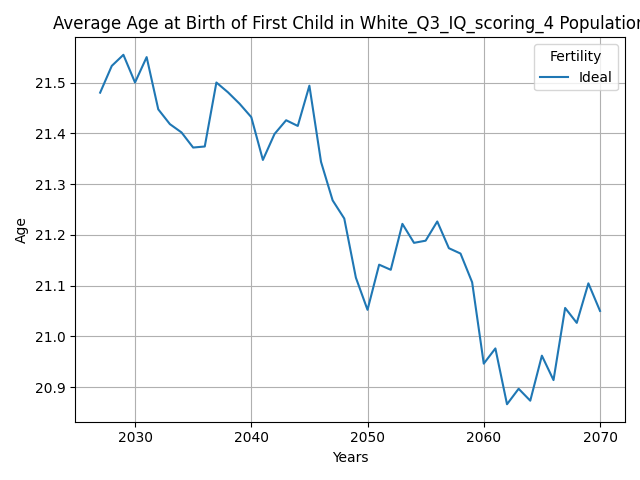 Average Age at Birth of First Child in White_Q3_IQ_scoring_4 Population
Fertility
Ideal
21.5
21.4
21.3
21.2
21.1
21.0
20.9
Age
2030 2040 2050 2060 2070
Years